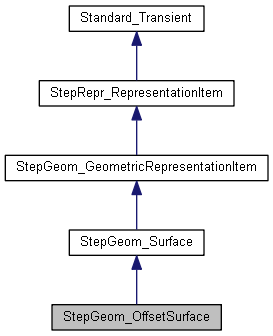 Standard_Transient
StepRepr_RepresentationItem
StepGeom_GeometricRepresentationItem
StepGeom_Surface
StepGeom_OffsetSurface